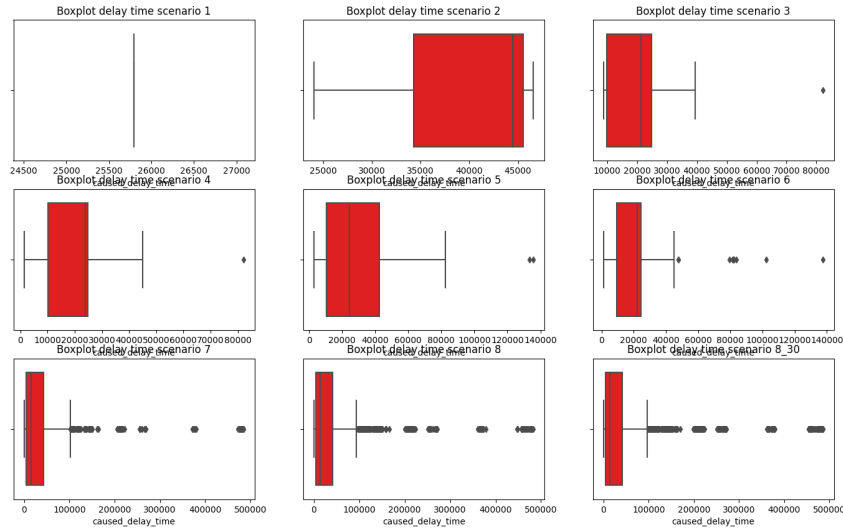 Boxplot delay time scenario 1
24500 25000 25500 26000 26500 27000
caused_delay_time
Boxplot delay time scenario 2
25000 30000 35000 40000 45000
caused_delay_time
Boxplot delay time scenario 3
10000 20000 30000 40000 50000 60000 70000 80000
caused_delay_time
Boxplot delay time scenario 4
0 10000 20000 30000 40000 50000 60000 70000 80000
caused_delay_time
Boxplot delay time scenario 5
0 20000 40000 60000 80000 100000 120000 140000
caused_delay_time
Boxplot delay time scenario 6
0 20000 40000 60000 80000 100000 120000 140000
caused_delay_time
Boxplot delay time scenario 7
0 100000 200000 300000 400000 500000
caused_delay_time
Boxplot delay time scenario 8
0 100000 200000 300000 400000 500000
caused_delay_time
Boxplot delay time scenario 8_30
0 100000 200000 300000 400000 500000
caused_delay_time